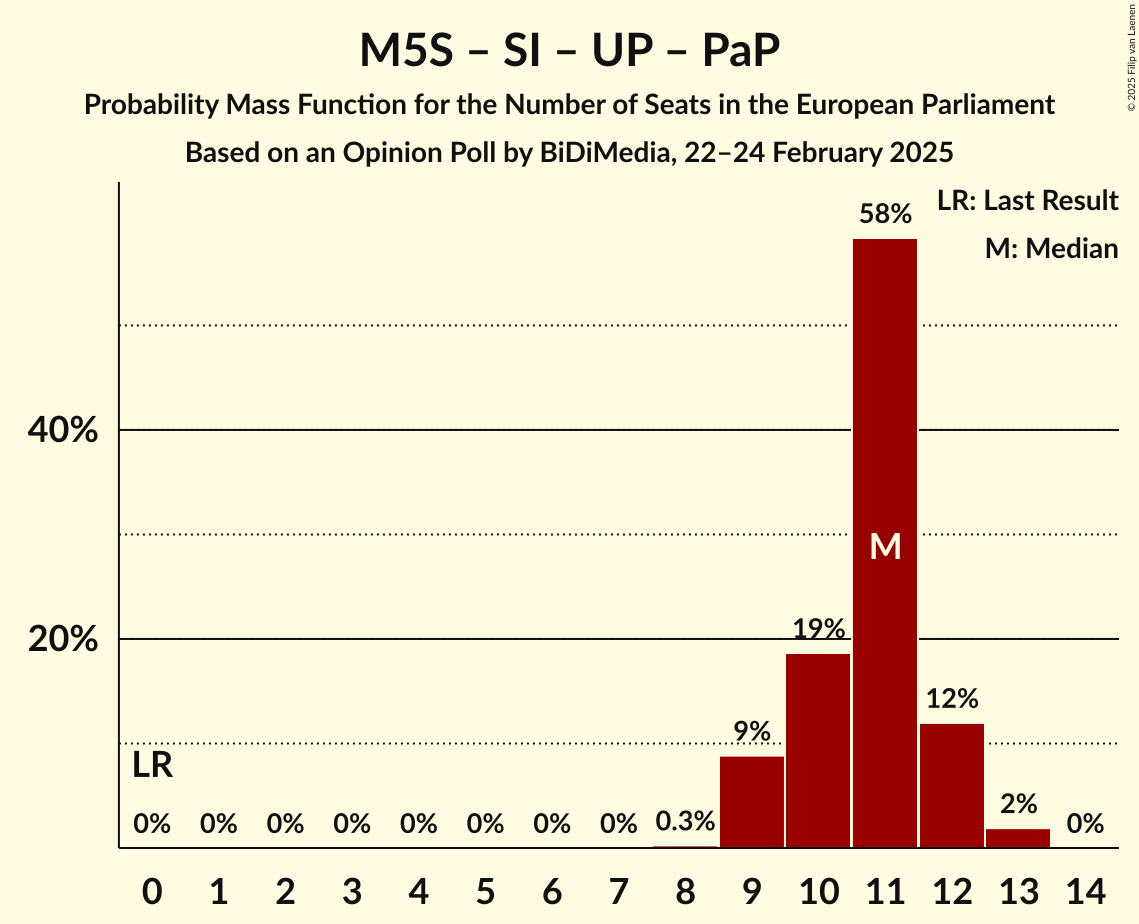 M5S – SI – UP – PaP
Probability Mass Function for the Number of Seats in the European Parliament
Based on an Opinion Poll by BiDiMedia, 22–24 February 2025
© 2025 Filip van Laenen
LR: Last Result
M: Median
58%
40%
M
20%
19%
12%
9%
LR
2%
0% 0% 0% 0% 0% 0% 0% 0% 0.3% 0%
0 1 2 3 4 5 6 7 8 9 10 11 12 13 14